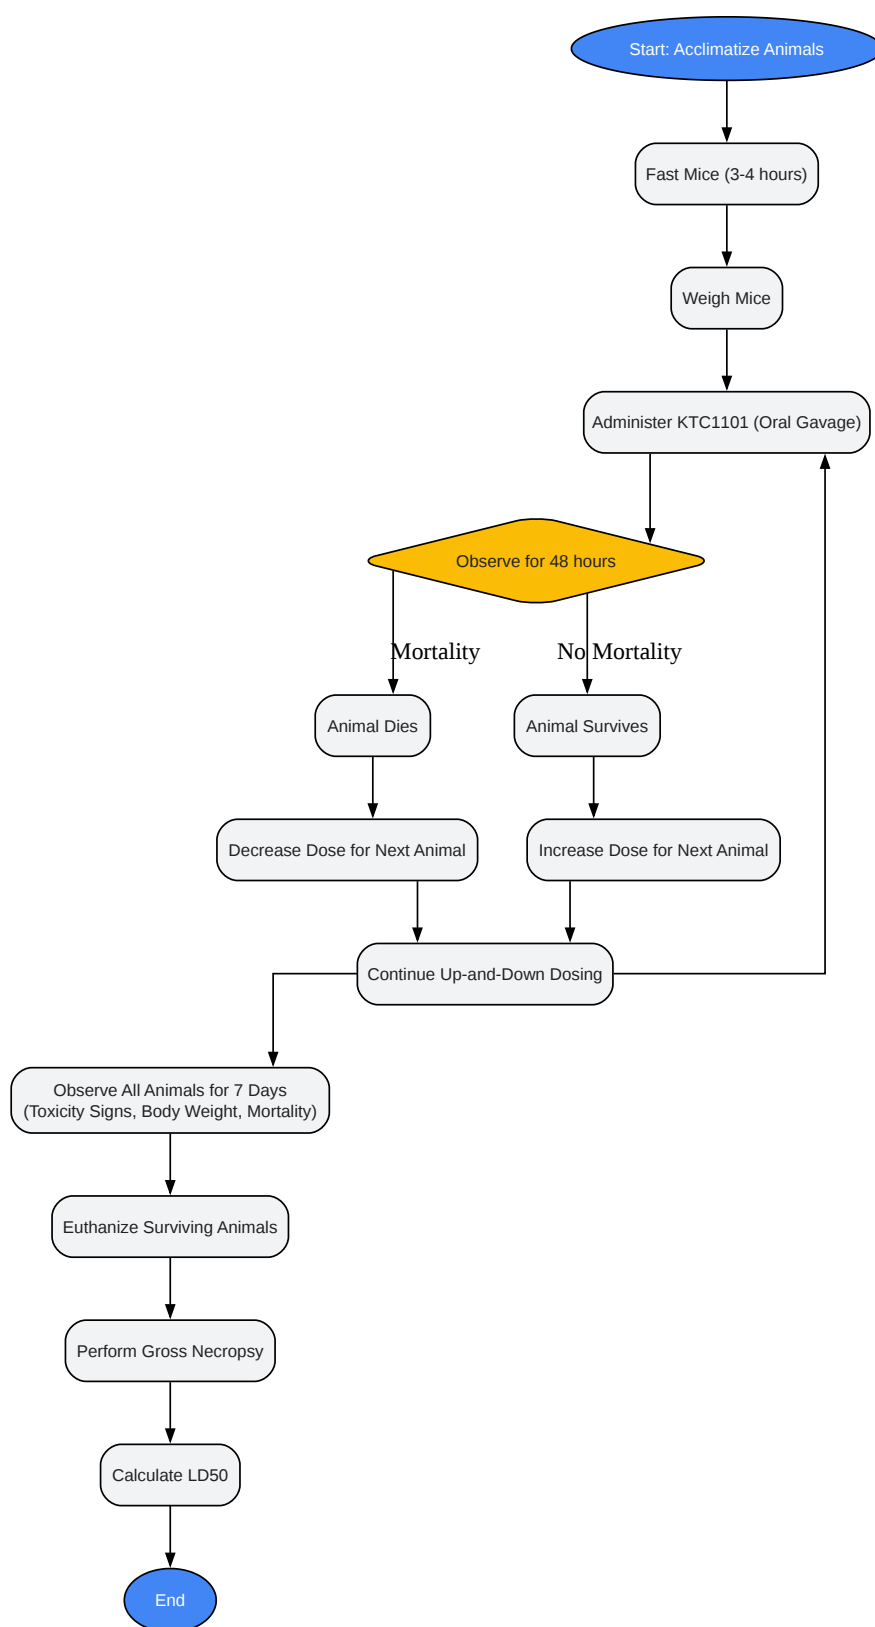 Start: Acclimatize Animals
Fast Mice (3-4 hours)
Weigh Mice
Administer KTC1101 (Oral Gavage)
Observe for 48 hours
Mortality
No Mortality
Animal Dies
Animal Survives
Decrease Dose for Next Animal
Increase Dose for Next Animal
Continue Up-and-Down Dosing
Observe All Animals for 7 Days
(Toxicity Signs, Body Weight, Mortality)
Euthanize Surviving Animals
Perform Gross Necropsy
Calculate LD50
End